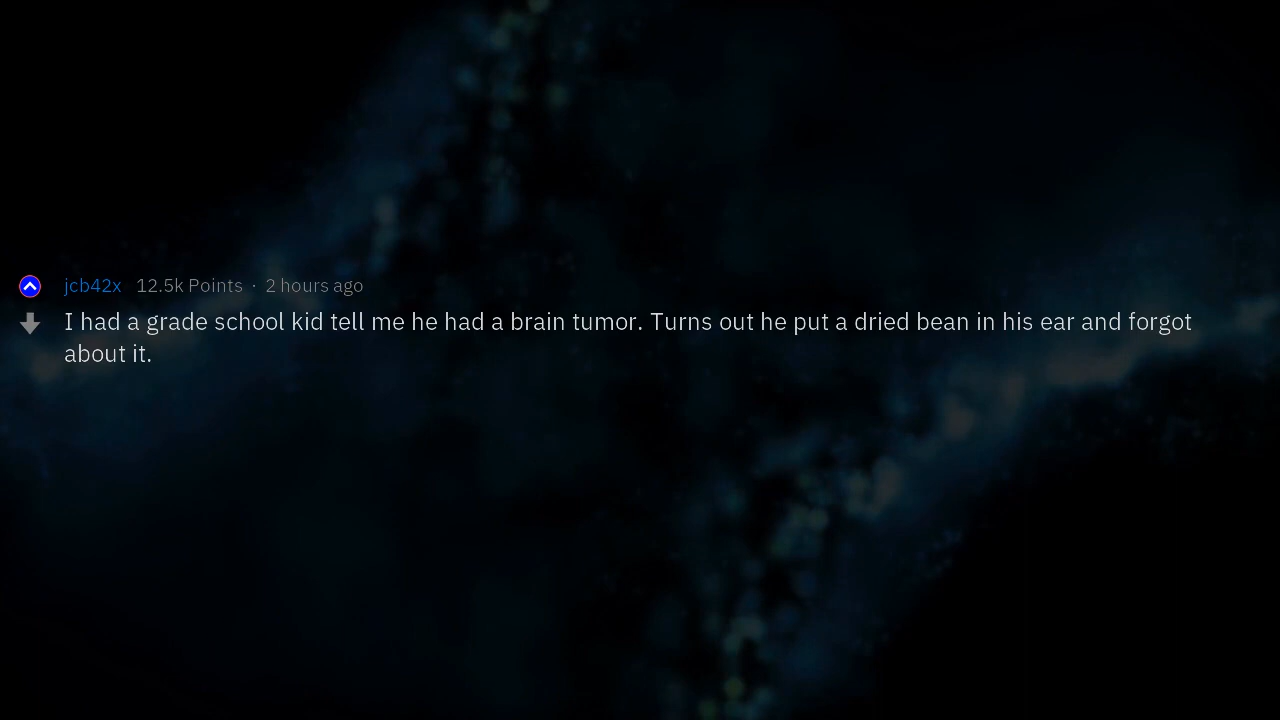 jcb42x 12.5k Points · 2 hours ago
I had a grade school kid tell me he had a brain tumor. Turns out he put a dried bean in his ear and forgot
about it.